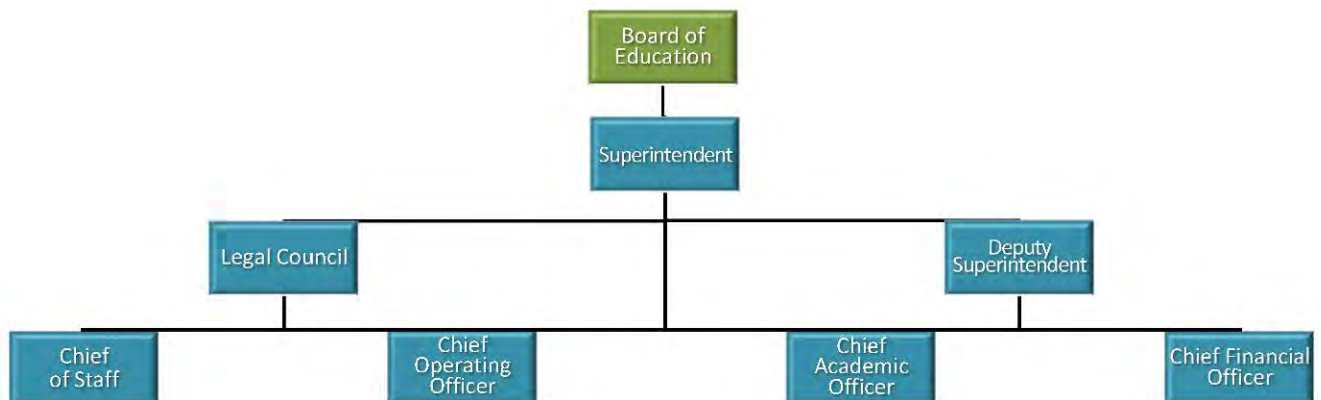 Board of
Education
Superintendent
Legal Council
Deputy
Superintendent
Chief
of Staff
Chief
Operating
Officer
Chief
Academic
Officer
Chief Financial
Officer